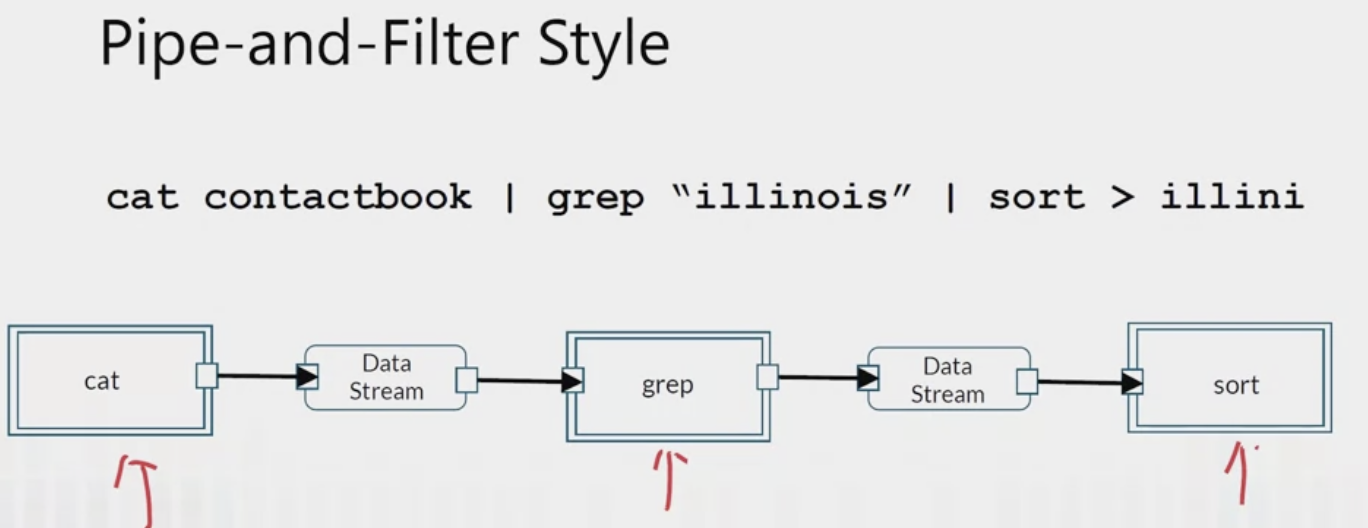 Pipe-and-Filter Style
cat contactbook | grep “illinois” | sort > illini
cat
Data
Stream
grep
Data
Stream
sort